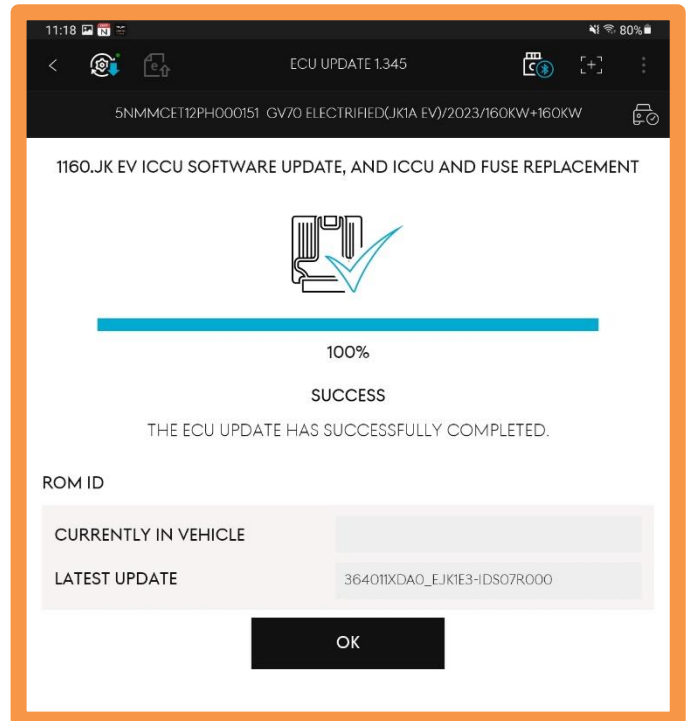 11:18 80%
ECU UPDATE 1.345
5NMMCET12PH000151 GV70 ELECTRIFIED(JK1A EV)/2023/160KW+160KW
1160.JK EV ICCU SOFTWARE UPDATE, AND ICCU AND FUSE REPLACEMENT
100%
SUCCESS
THE ECU UPDATE HAS SUCCESSFULLY COMPLETED.
ROM ID
CURRENTLY IN VEHICLE
LATEST UPDATE 364011XDA0_EJK1E3-IDS07R000
OK